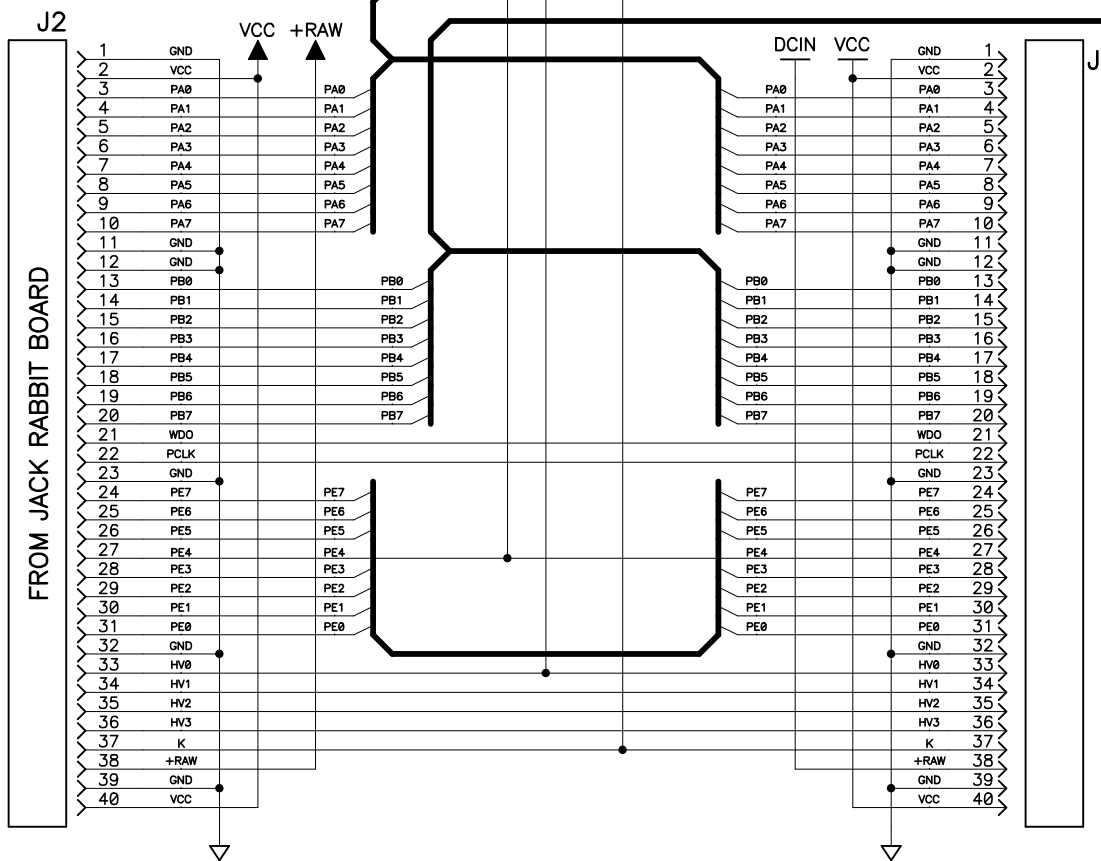 J2
VCC +RAW
DCIN VCC
J
FROM JACK RABBIT BOARD
1 GND GND 1
2 VCC VCC 2
3 PA0 PA0 PA0 PA0 3
4 PA1 PA1 PA1 PA1 4
5 PA2 PA2 PA2 PA2 5
6 PA3 PA3 PA3 PA3 6
7 PA4 PA4 PA4 PA4 7
8 PA5 PA5 PA5 PA5 8
9 PA6 PA6 PA6 PA6 9
10 PA7 PA7 PA7 PA7 10
11 GND GND 11
12 GND GND 12
13 PB0 PB0 PB0 PB0 13
14 PB1 PB1 PB1 PB1 14
15 PB2 PB2 PB2 PB2 15
16 PB3 PB3 PB3 PB3 16
17 PB4 PB4 PB4 PB4 17
18 PB5 PB5 PB5 PB5 18
19 PB6 PB6 PB6 PB6 19
20 PB7 PB7 PB7 PB7 20
21 WDO WDO 21
22 PCLK PCLK 22
23 GND GND 23
24 PE7 PE7 PE7 PE7 24
25 PE6 PE6 PE6 PE6 25
26 PE5 PE5 PE5 PE5 26
27 PE4 PE4 PE4 PE4 27
28 PE3 PE3 PE3 PE3 28
29 PE2 PE2 PE2 PE2 29
30 PE1 PE1 PE1 PE1 30
31 PE0 PE0 PE0 PE0 31
32 GND GND 32
33 HV0 HV0 33
34 HV1 HV1 34
35 HV2 HV2 35
36 HV3 HV3 36
37 K K 37
38 +RAW +RAW 38
39 GND GND 39
40 VCC VCC 40